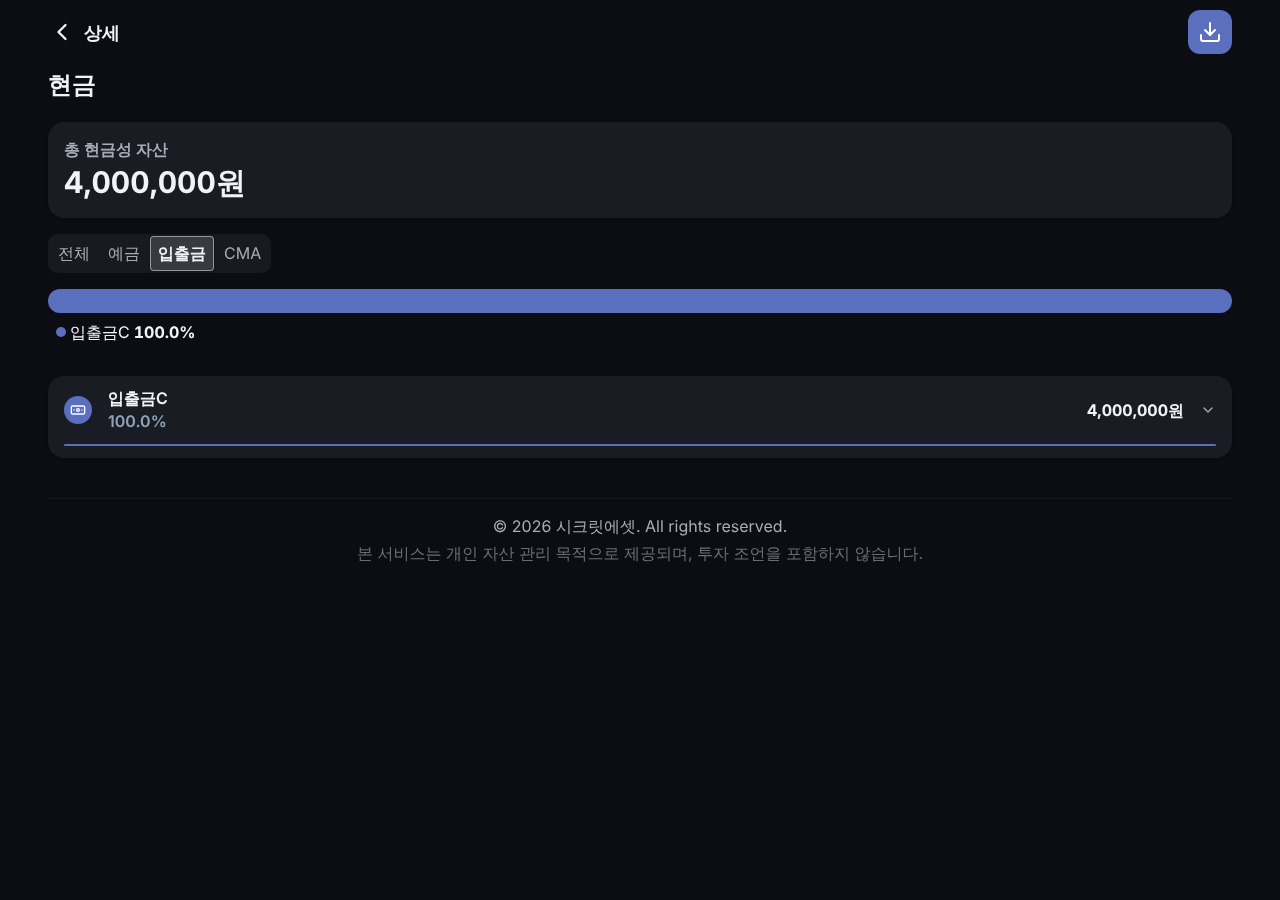 상세
현금
총 현금성 자산
4,000,000원
전체 예금 입출금 CMA
입출금C 100.0%
입출금C
100.0%
4,000,000원
© 2026 시크릿에셋. All rights reserved.
본 서비스는 개인 자산 관리 목적으로 제공되며, 투자 조언을 포함하지 않습니다.